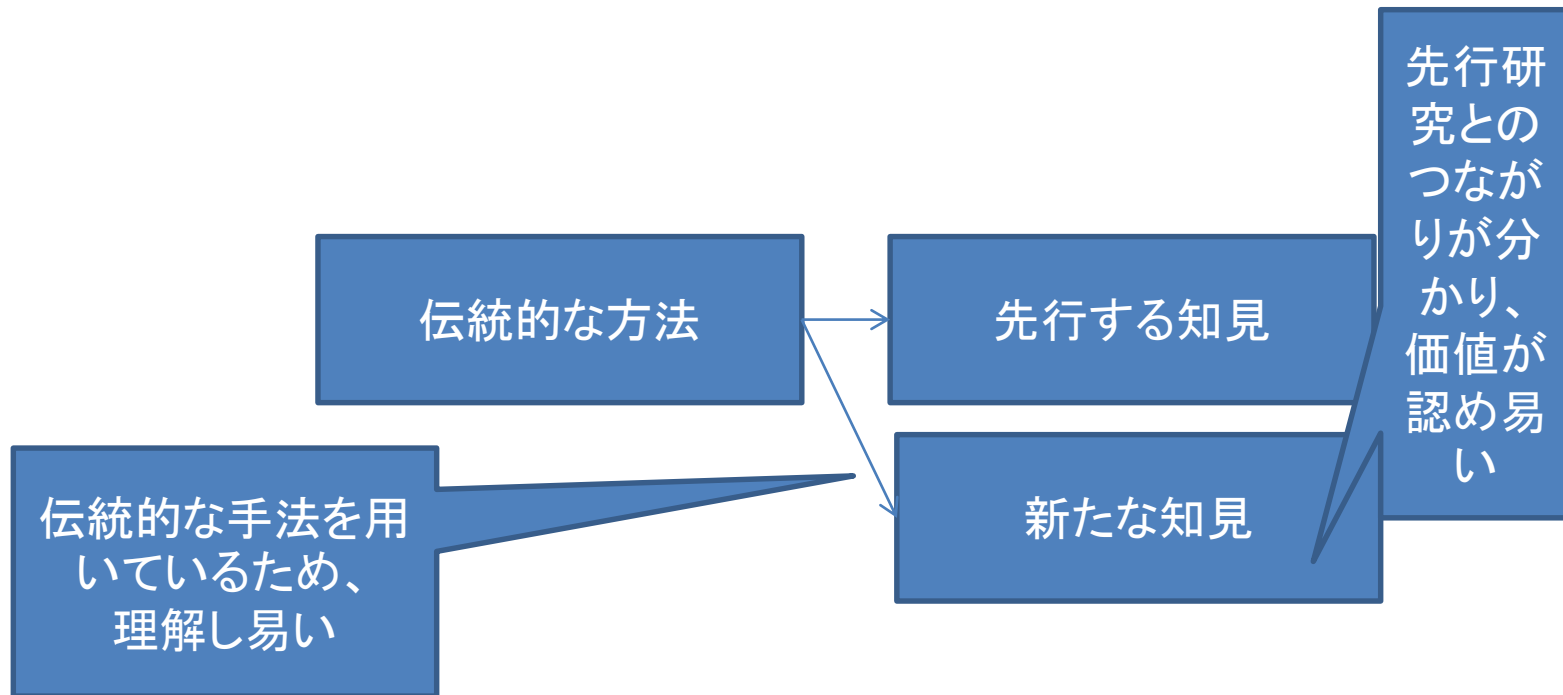 伝統的な方法
先行する知見
新たな知見
伝統的な手法を用
いているため、
理解し易い
先行研
究との
つなが
りが分
かり、
価値が
認め易
い